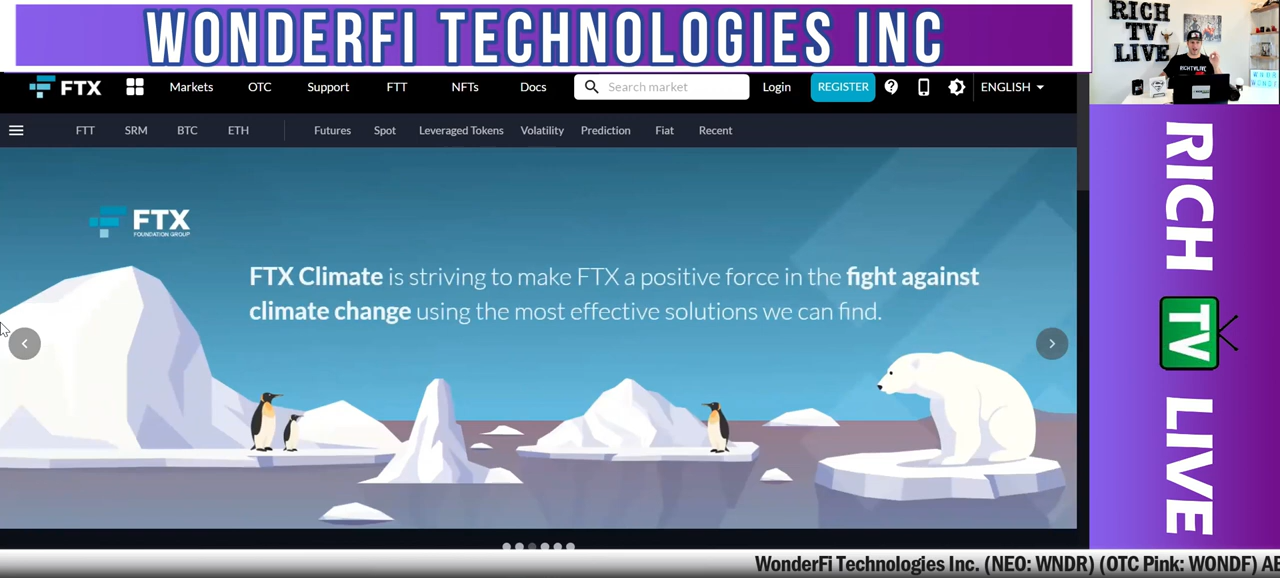 WONDERFI TECHNOLOGIES INC
RICH
TV
LIVE
FTX
Markets
OTC
Support
FTT
NFTs
Docs
Search market
Login
REGISTER
ENGLISH
FTT
SRM
BTC
ETH
Futures
Spot
Leveraged Tokens
Volatility
Prediction
Fiat
Recent
FTX
FOUNDATION GROUP
FTX Climate is striving to make FTX a positive force in the fight against
climate change using the most effective solutions we can find.
RICH
TV
LIVE
WonderFi Technologies Inc. (NEO: WNDR) (OTC Pink: WONDF) AE